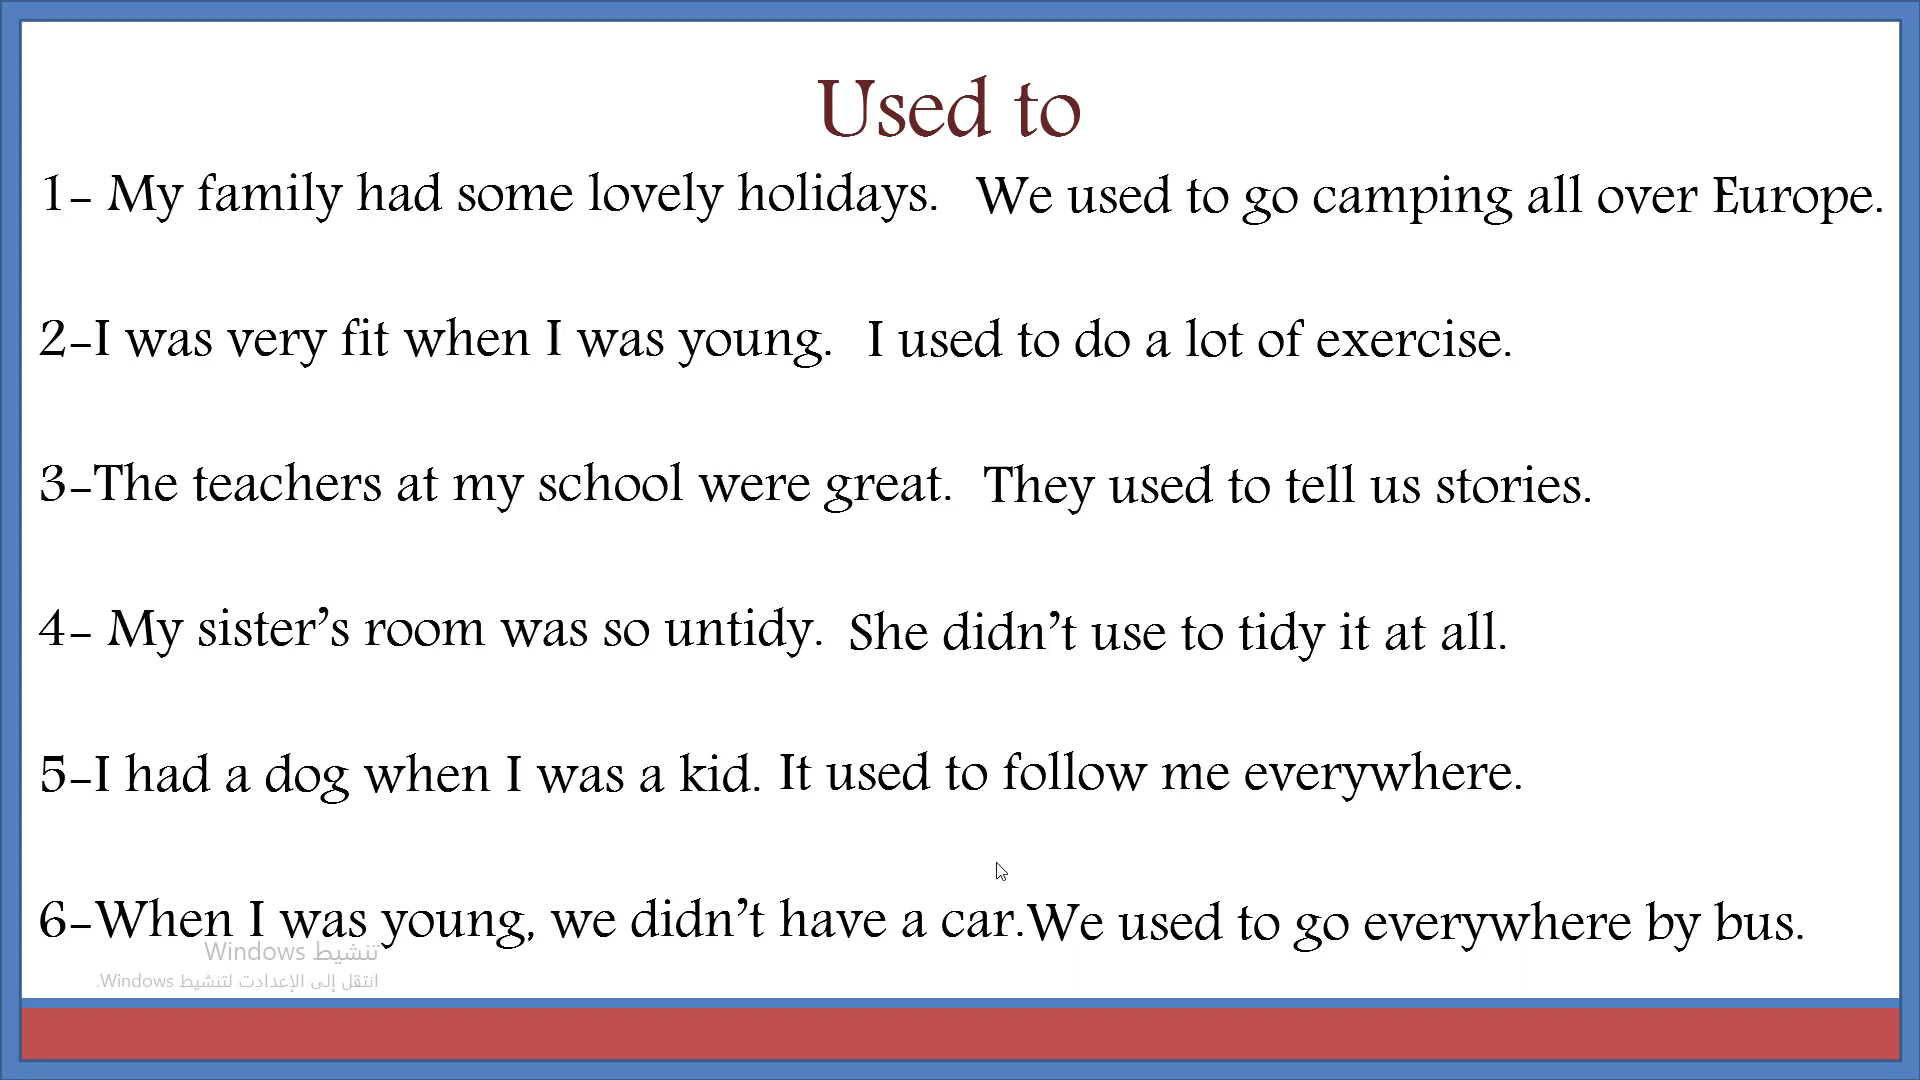 Used to
1- My family had some lovely holidays. We used to go camping all over Europe.
2-I was very fit when I was young. I used to do a lot of exercise.
3-The teachers at my school were great. They used to tell us stories.
4- My sister’s room was so untidy. She didn’t use to tidy it at all.
5-I had a dog when I was a kid. It used to follow me everywhere.
6-When I was young, we didn’t have a car.We used to go everywhere by bus.
تنشيط Windows
انتقل إلى الإعدادت لتنشيط Windows.